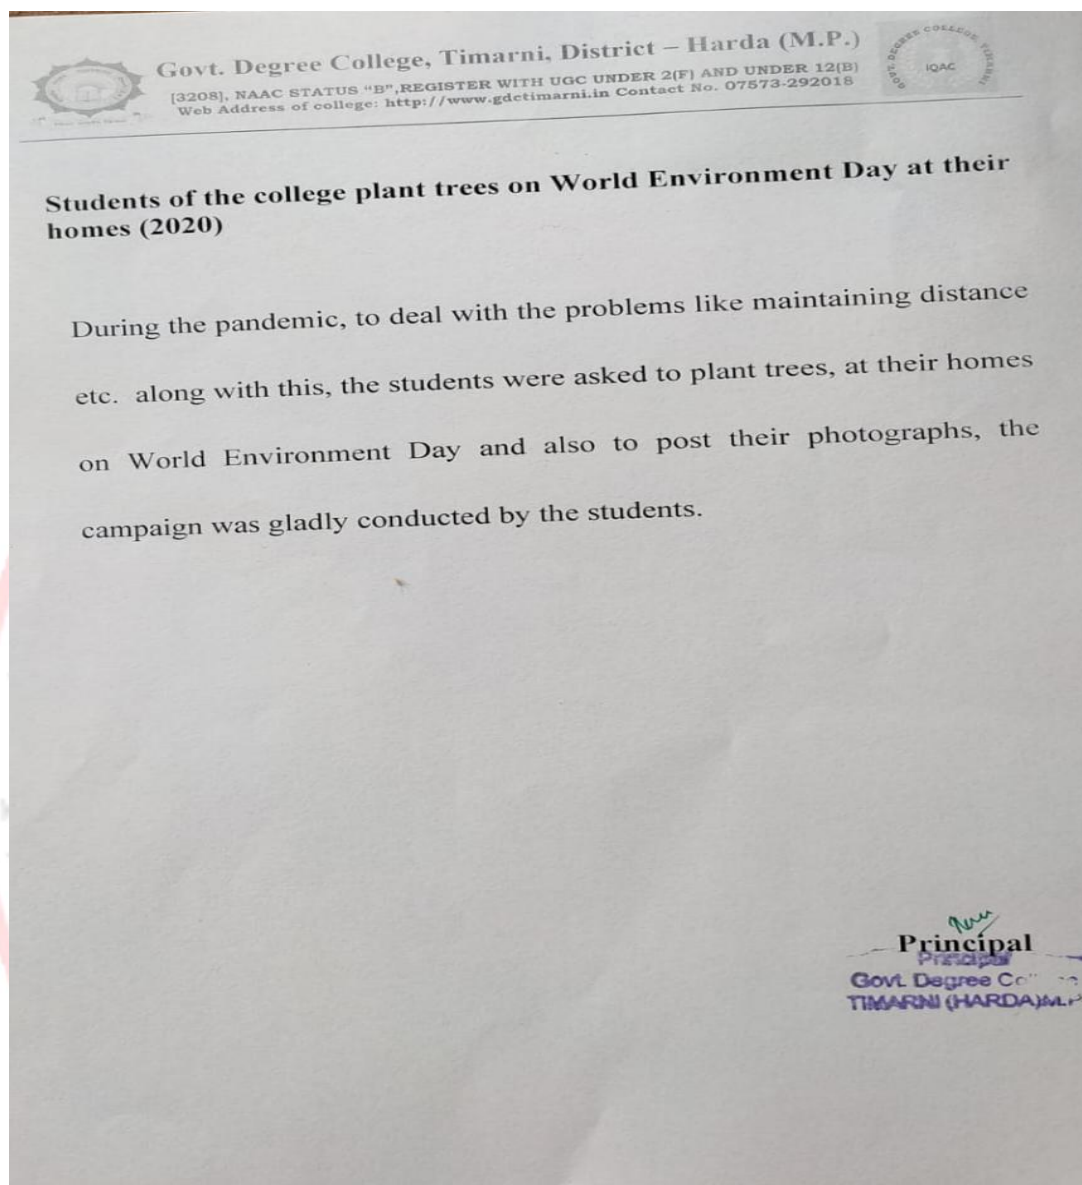 Govt. Degree College, Timarni, District – Harda (M.P.)
[3208], NAAC STATUS "B",REGISTER WITH UGC UNDER 2(F) AND UNDER 12(B)
Web Address of college: http://www.gdctimarni.in Contact No. 07573-292018
GOVT. DEGREE COLLEGE TIMARNI
IQAC
Students of the college plant trees on World Environment Day at their
homes (2020)
During the pandemic, to deal with the problems like maintaining distance
etc. along with this, the students were asked to plant trees, at their homes
on World Environment Day and also to post their photographs, the
campaign was gladly conducted by the students.
Principal
Principal
Govt. Degree
TIMARNI (HARDA)M.P